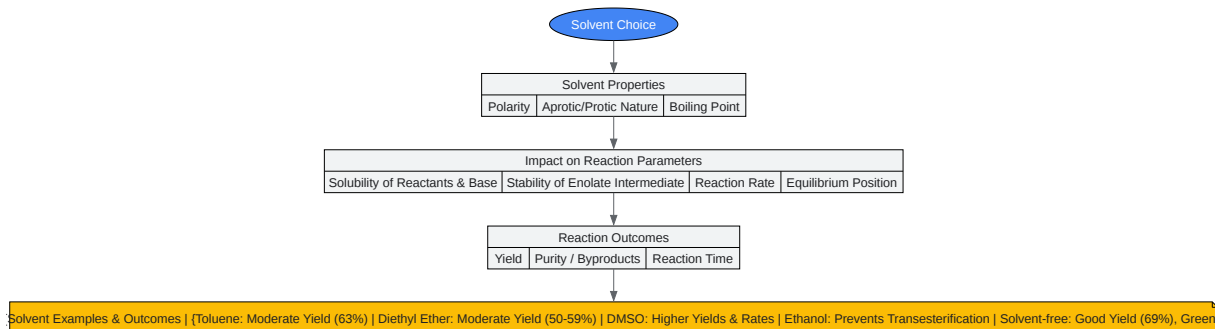 Solvent Choice
Solvent Properties
Polarity Aprotic/Protic Nature Boiling Point
Impact on Reaction Parameters
Solubility of Reactants & Base Stability of Enolate Intermediate Reaction Rate Equilibrium Position
Reaction Outcomes
Yield Purity / Byproducts Reaction Time
Solvent Examples & Outcomes | {Toluene: Moderate Yield (63%) | Diethyl Ether: Moderate Yield (50-59%) | DMSO: Higher Yields & Rates | Ethanol: Prevents Transesterification | Solvent-free: Good Yield (69%), Green